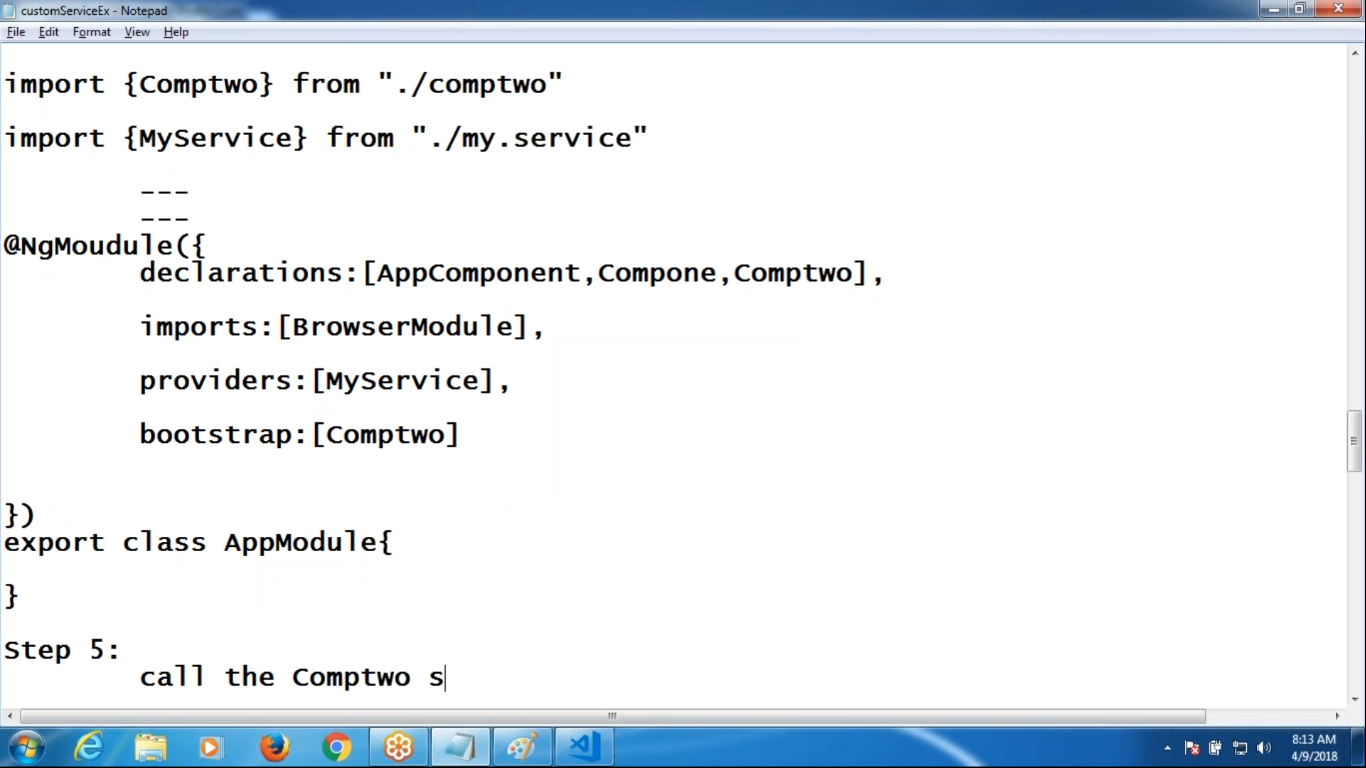 customServiceEx - Notepad
File Edit Format View Help
import {Comptwo} from "./comptwo"
import {MyService} from "./my.service"
---
---
@NgMoudule({
declarations:[AppComponent,Compone,Comptwo],
imports:[BrowserModule],
providers:[MyService],
bootstrap:[Comptwo]
})
export class AppModule{
}
Step 5:
call the Comptwo s
8:13 AM
4/9/2018